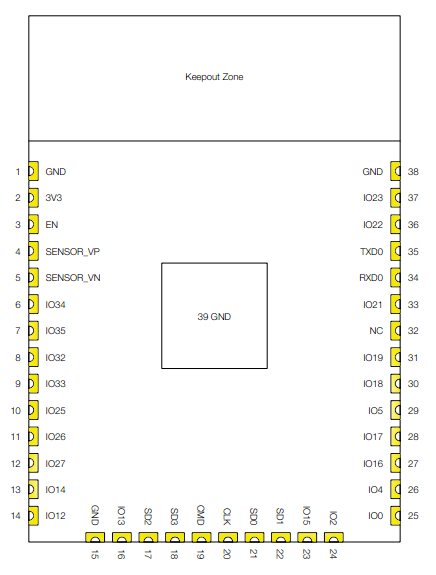 Keepout Zone
1 GND GND 38
2 3V3 IO23 37
3 EN IO22 36
4 SENSOR_VP TXD0 35
5 SENSOR_VN RXD0 34
6 IO34 IO21 33
7 IO35 NC 32
39 GND
8 IO32 IO19 31
9 IO33 IO18 30
10 IO25 IO5 29
11 IO26 IO17 28
12 IO27 IO16 27
13 IO14 IO4 26
14 IO12 IO0 25
GND IO13 SD2 SD3 CMD CLK SD0 SD1 IO15 IO2
15 16 17 18 19 20 21 22 23 24